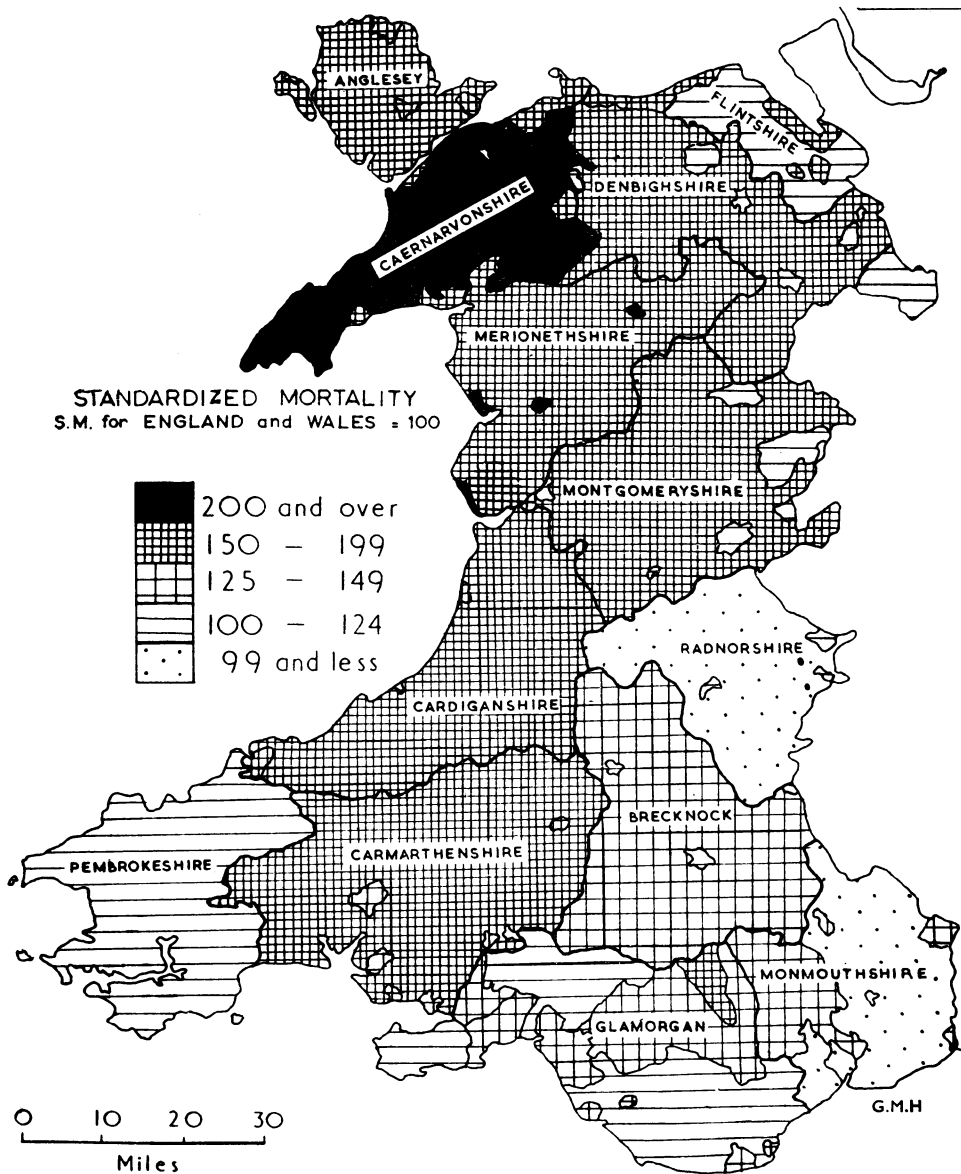 ANGLESEY
FLINTSHIRE
DENBIGHSHIRE
CAERNARVONSHIRE
MERIONETHSHIRE
STANDARDIZED MORTALITY
S.M. for ENGLAND and WALES = 100
MONTGOMERYSHIRE
200 and over
150 - 199
125 - 149
100 - 124
99 and less
RADNORSHIRE
CARDIGANSHIRE
BRECKNOCK
CARMARTHENSHIRE
PEMBROKESHIRE
MONMOUTHSHIRE
GLAMORGAN
G.M.H
0 10 20 30
Miles